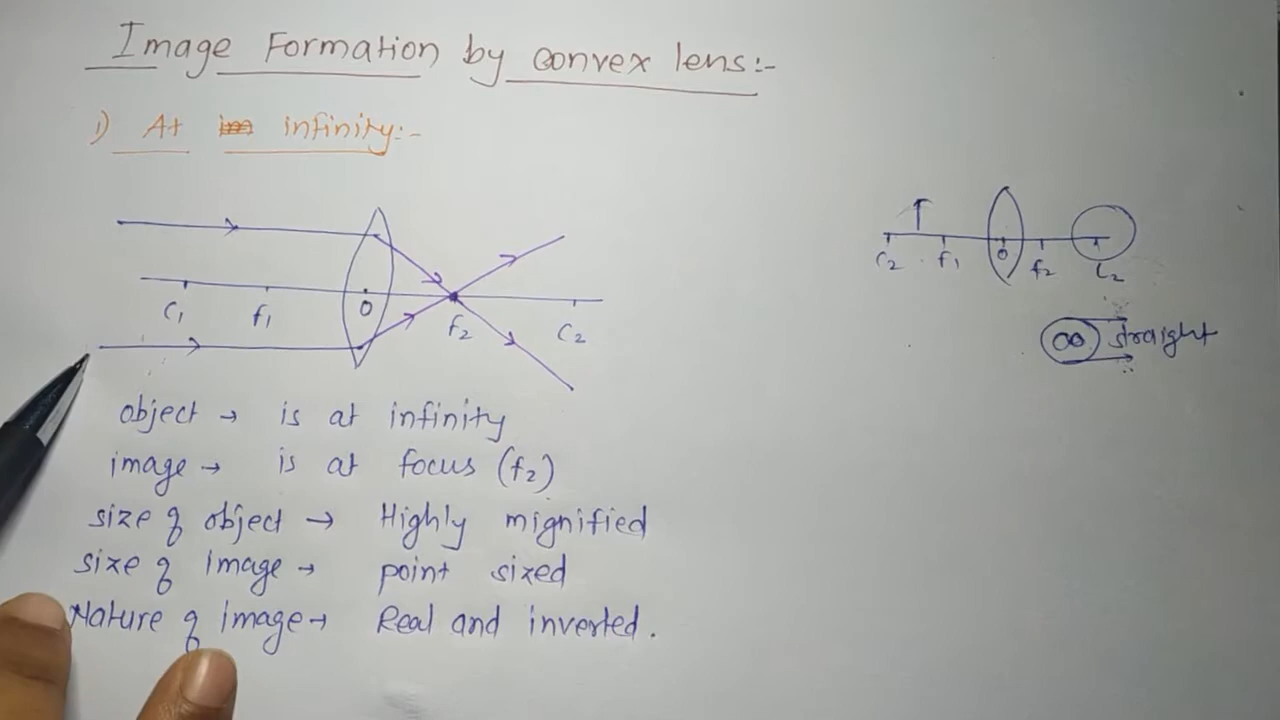 Image Formation by convex lens:-
1) At infinity:-
C1 f1 O f2 C2
C2 f1 O f2 C2
∞ straight
object → is at infinity
image → is at focus (f2)
size of object → Highly mignified
size of image → point sized
Nature of image → Real and inverted.